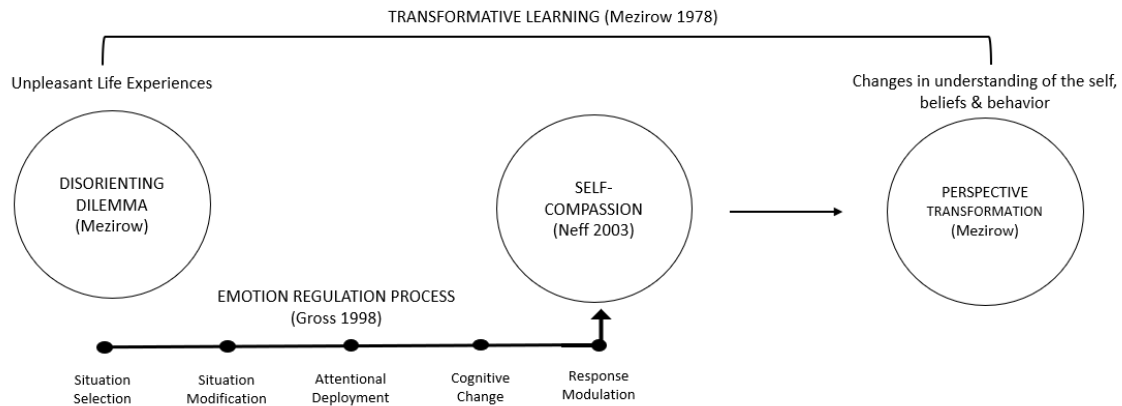 TRANSFORMATIVE LEARNING (Mezirow 1978)
Unpleasant Life Experiences
Changes in understanding of the self,
beliefs & behavior
DISORIENTING
DILEMMA
(Mezirow)
SELF-
COMPASSION
(Neff 2003)
PERSPECTIVE
TRANSFORMATION
(Mezirow)
EMOTION REGULATION PROCESS
(Gross 1998)
Situation
Selection
Situation
Modification
Attentional
Deployment
Cognitive
Change
Response
Modulation